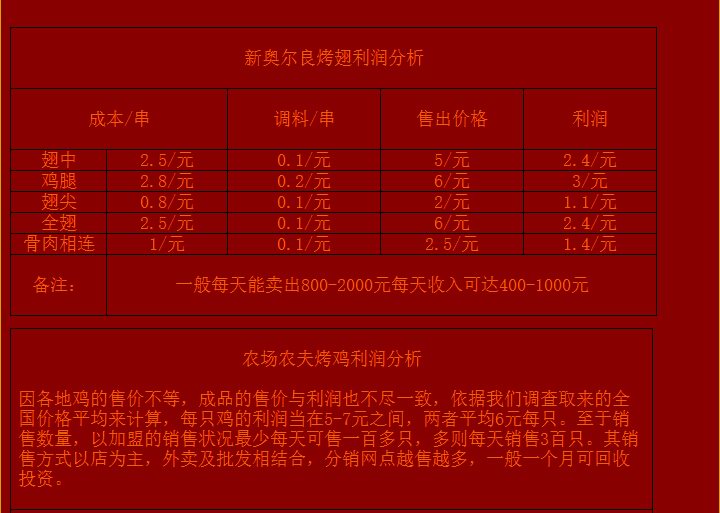 新奥尔良烤翅利润分析
成本/串 调料/串 售出价格 利润
翅中 2.5/元 0.1/元 5/元 2.4/元
鸡腿 2.8/元 0.2/元 6/元 3/元
翅尖 0.8/元 0.1/元 2/元 1.1/元
全翅 2.5/元 0.1/元 6/元 2.4/元
骨肉相连 1/元 0.1/元 2.5/元 1.4/元
备注： 一般每天能卖出800-2000元每天收入可达400-1000元
农场农夫烤鸡利润分析
因各地鸡的售价不等，成品的售价与利润也不尽一致，依据我们调查取来的全
国价格平均来计算，每只鸡的利润当在5-7元之间，两者平均6元每只。至于销
售数量，以加盟的销售状况最少每天可售一百多只，多则每天销售3百只。其销
售方式以店为主，外卖及批发相结合，分销网点越售越多，一般一个月可回收
投资。